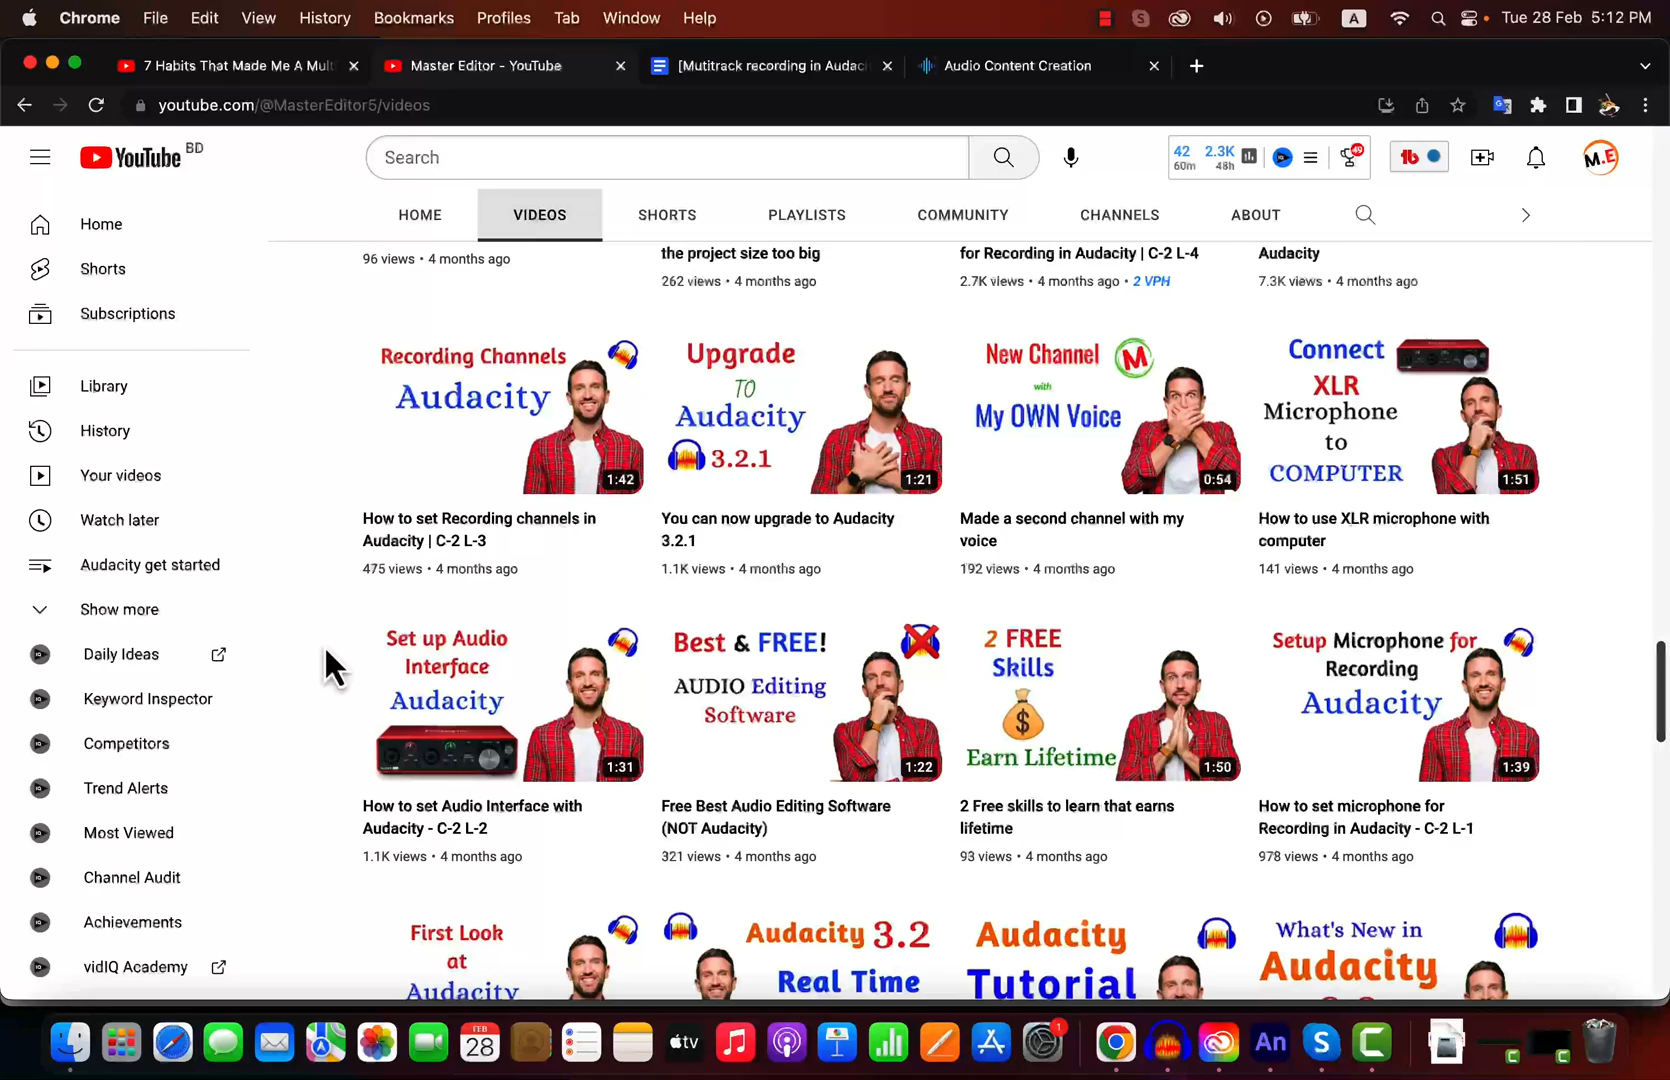 Chrome File Edit View History Bookmarks Profiles Tab Window Help A Tue 28 Feb 5:12 PM
7 Habits That Made Me A Mult Master Editor - YouTube [Mutitrack recording in Audac Audio Content Creation
youtube.com/@MasterEditor5/videos
YouTube BD Search 42 60m 2.3K 48h 49 M.E
HOME VIDEOS SHORTS PLAYLISTS COMMUNITY CHANNELS ABOUT
Home
Shorts
Subscriptions
Library
History
Your videos
Watch later
Audacity get started
Show more
Daily Ideas
Keyword Inspector
Competitors
Trend Alerts
Most Viewed
Channel Audit
Achievements
vidIQ Academy
96 views • 4 months ago
the project size too big
262 views • 4 months ago
for Recording in Audacity | C-2 L-4
2.7K views • 4 months ago • 2 VPH
Audacity
7.3K views • 4 months ago
Recording Channels
Audacity
1:42
How to set Recording channels in
Audacity | C-2 L-3
475 views • 4 months ago
Upgrade
TO
Audacity
3.2.1
1:21
You can now upgrade to Audacity
3.2.1
1.1K views • 4 months ago
New Channel M
with
My OWN Voice
0:54
Made a second channel with my
voice
192 views • 4 months ago
Connect
XLR
Microphone
to
COMPUTER
1:51
How to use XLR microphone with
computer
141 views • 4 months ago
Set up Audio
Interface
Audacity
1:31
How to set Audio Interface with
Audacity - C-2 L-2
1.1K views • 4 months ago
Best & FREE!
AUDIO Editing
Software
1:22
Free Best Audio Editing Software
(NOT Audacity)
321 views • 4 months ago
2 FREE
Skills
$
Earn Lifetime
1:50
2 Free skills to learn that earns
lifetime
93 views • 4 months ago
Setup Microphone for
Recording
Audacity
1:39
How to set microphone for
Recording in Audacity - C-2 L-1
978 views • 4 months ago
First Look
at
Audacity
Audacity 3.2
Real Time
Audacity
Tutorial
What's New in
Audacity
FEB
28
tv
1
An